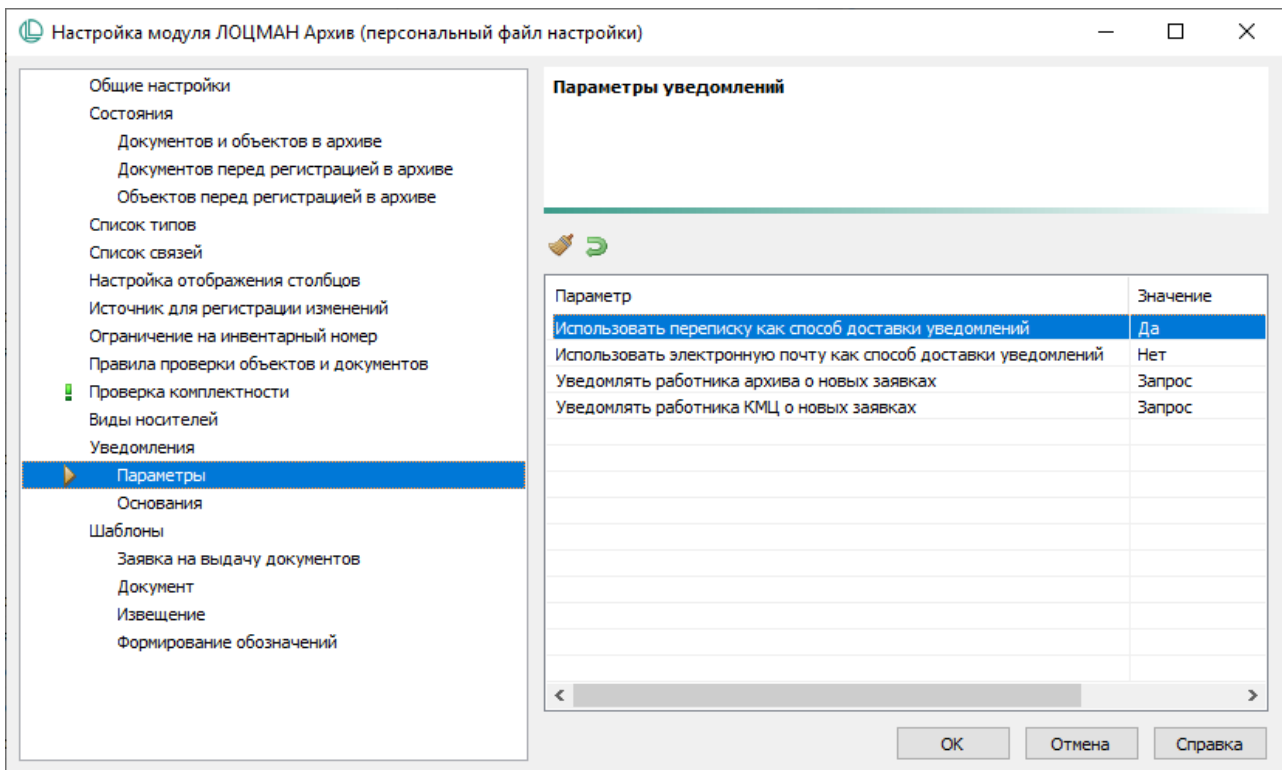 Настройка модуля ЛОЦМАН Архив (персональный файл настройки)
Общие настройки
Состояния
Документов и объектов в архиве
Документов перед регистрацией в архиве
Объектов перед регистрацией в архиве
Список типов
Список связей
Настройка отображения столбцов
Источник для регистрации изменений
Ограничение на инвентарный номер
Правила проверки объектов и документов
Проверка комплектности
Виды носителей
Уведомления
Параметры
Основания
Шаблоны
Заявка на выдачу документов
Документ
Извещение
Формирование обозначений
Параметры уведомлений
Параметр Значение
Использовать переписку как способ доставки уведомлений Да
Использовать электронную почту как способ доставки уведомлений Нет
Уведомлять работника архива о новых заявках Запрос
Уведомлять работника КМЦ о новых заявках Запрос
ОК Отмена Справка